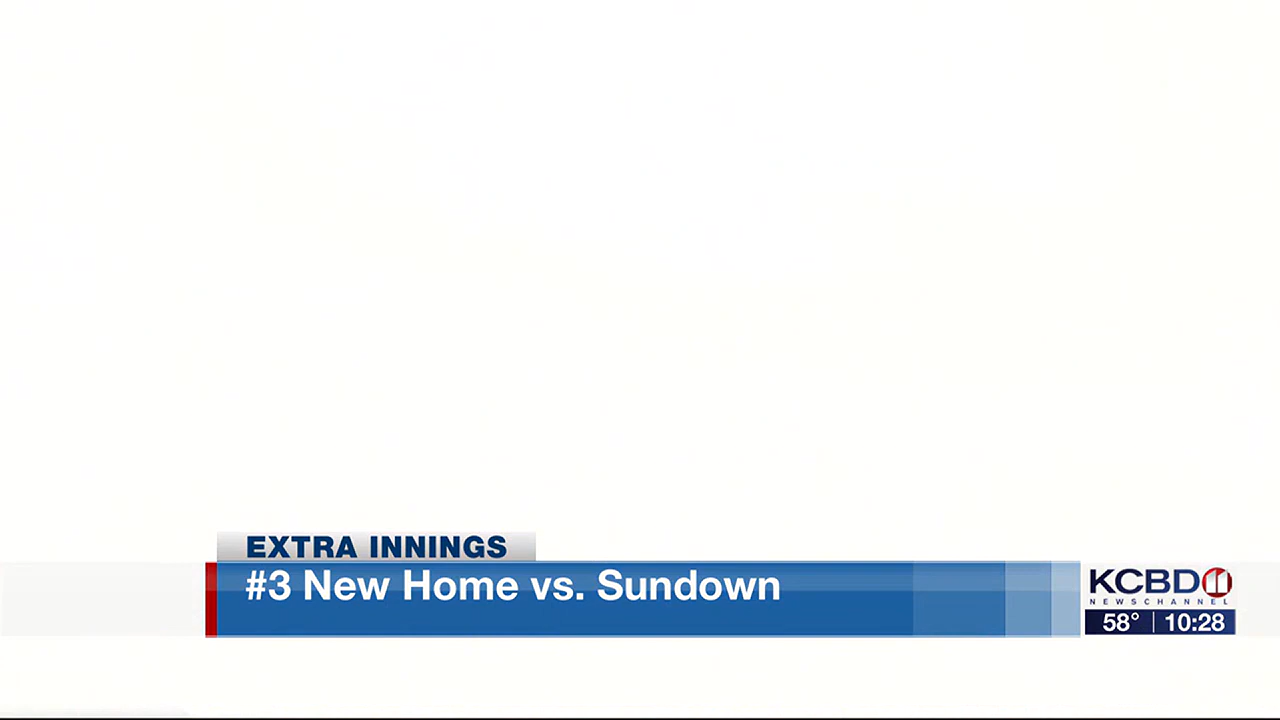 EXTRA INNINGS
#3 New Home vs. Sundown
KCBD 11
NEWSCHANNEL
58° 10:28